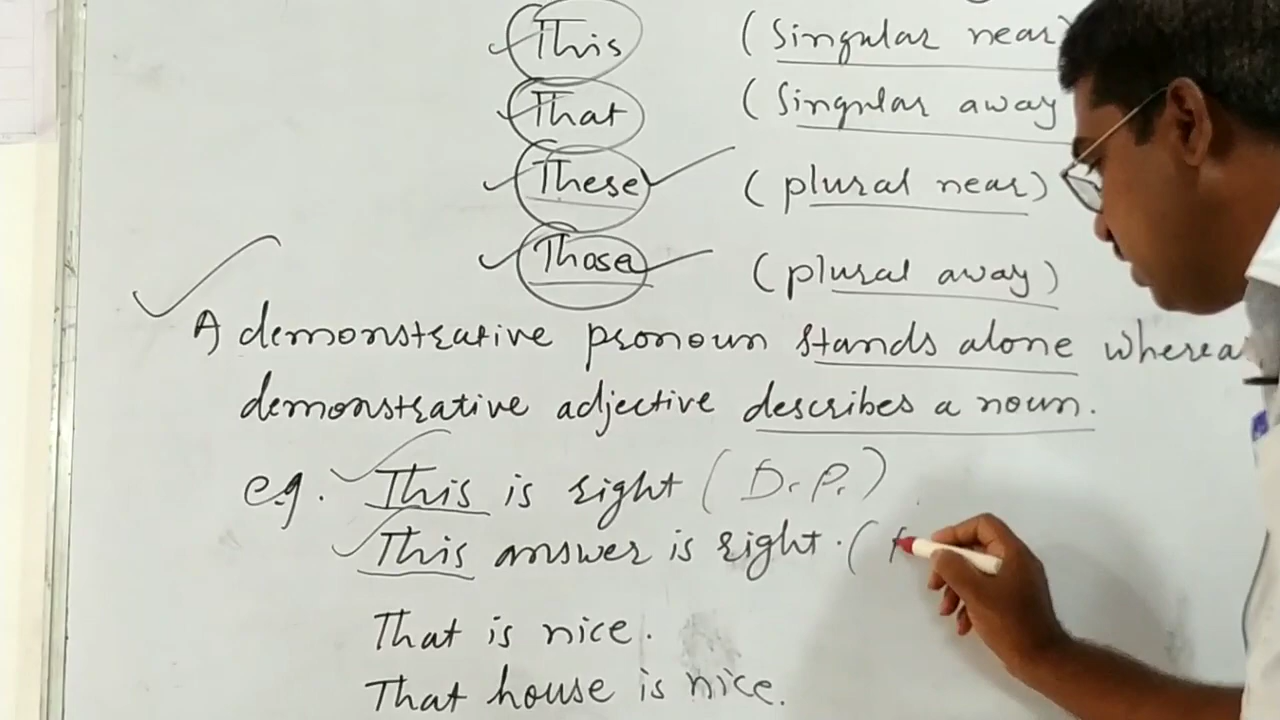 This (Singular near)
That (Singular away
These (plural near)
Those (plural away)
A demonstrative pronoun stands alone wherea
demonstrative adjective describes a noun.
e.g. This is right (D.P.)
This answer is right. (
That is nice.
That house is nice.